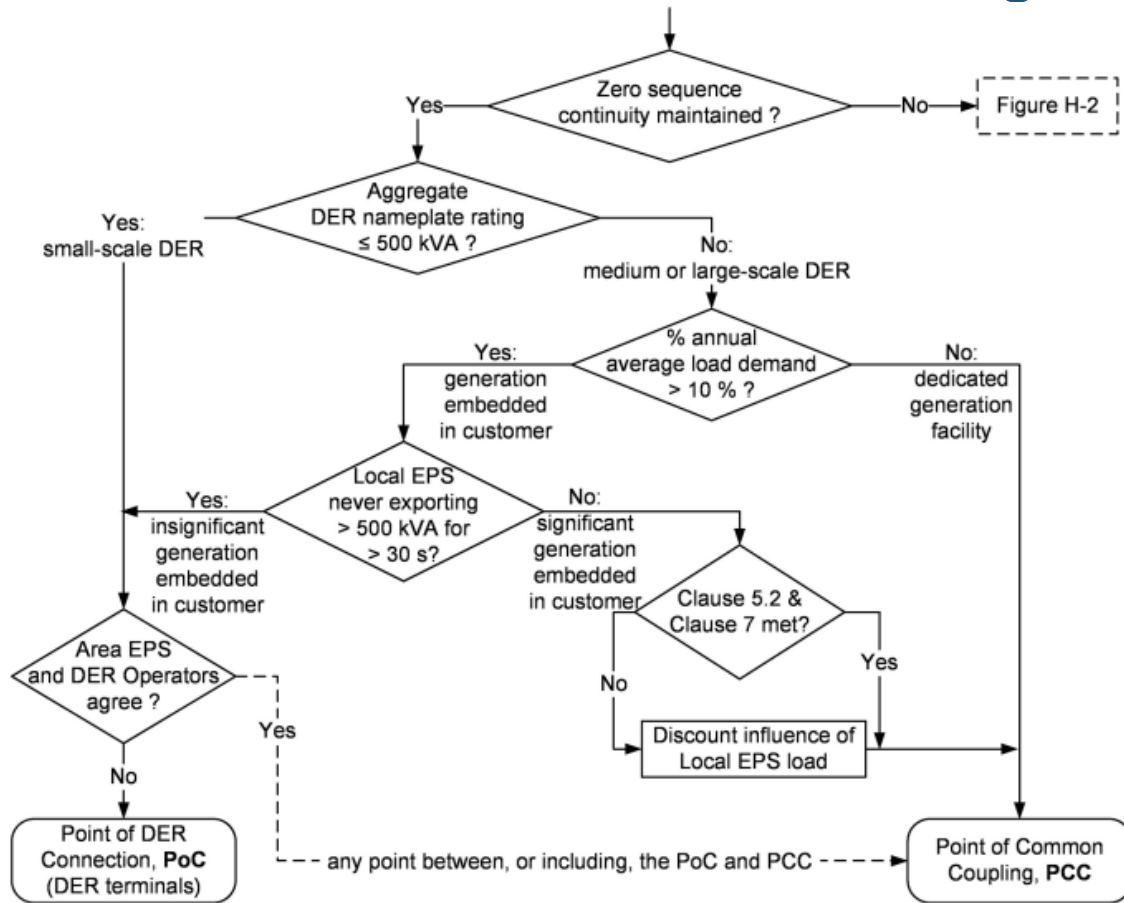 Zero sequence
continuity maintained ?
Yes
No
Figure H-2
Aggregate
DER nameplate rating
≤ 500 kVA ?
Yes:
small-scale DER
No:
medium or large-scale DER
% annual
average load demand
> 10 % ?
Yes:
generation
embedded
in customer
No:
dedicated
generation
facility
Local EPS
never exporting
> 500 kVA for
> 30 s?
Yes:
insignificant
generation
embedded
in customer
No:
significant
generation
embedded
in customer
Clause 5.2 &
Clause 7 met?
No
Yes
Discount influence of
Local EPS load
Area EPS
and DER Operators
agree ?
Yes
No
Point of DER
Connection, PoC
(DER terminals)
any point between, or including, the PoC and PCC
Point of Common
Coupling, PCC